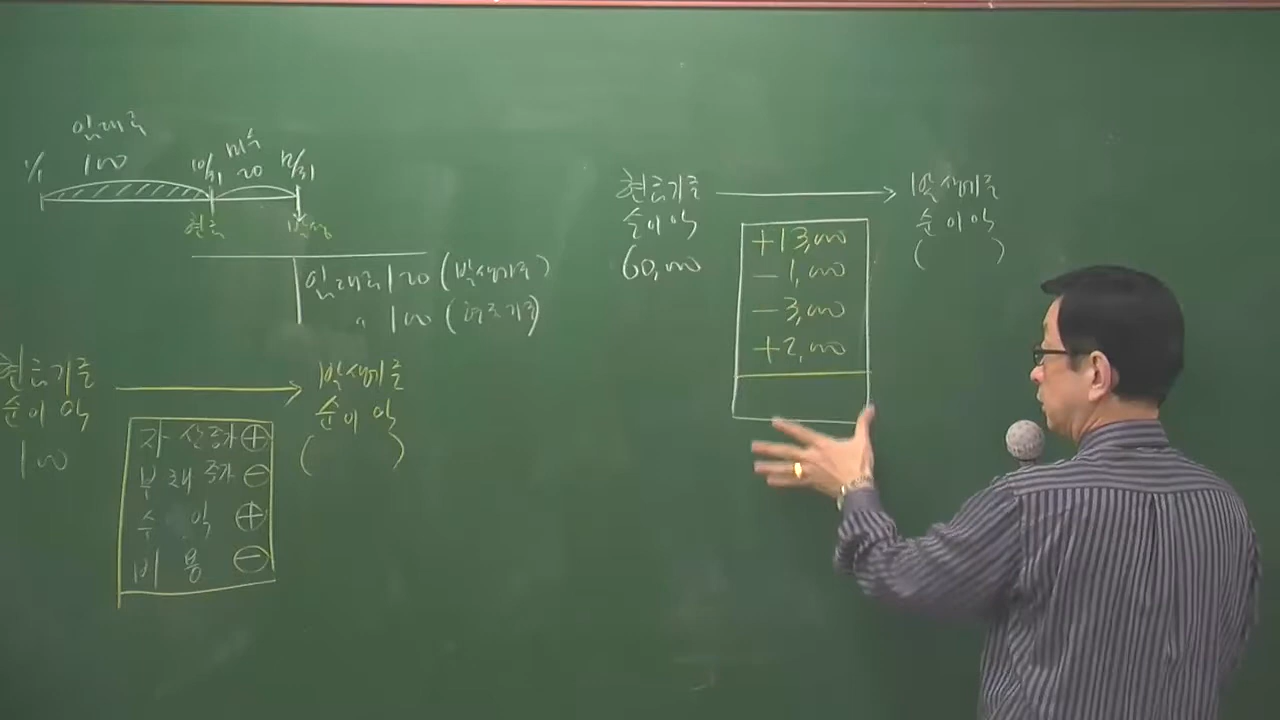 임대료
1/1 100 10/31 미수 20 12/31
현금 발생
임대료 120 (발생기준)
〃 100 (현금기준)
현금기준 → 발생기준
순이익 순이익
100 ( )
자산증가 ⊕
부채증가 ⊖
수익 ⊕
비용 ⊖
현금기준 → 발생기준
순이익 순이익
60,000 ( )
+13,000
-1,000
-3,000
+2,000